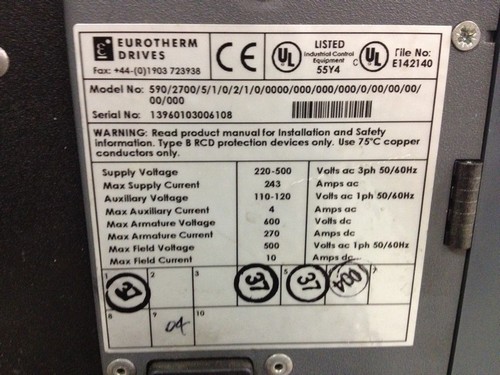 EUROTHERM
DRIVES
Fax: +44-(0)1903 723938
CE
UL
LISTED
Industrial Control
Equipment
55Y4
C UL
File No:
E142140
Model No: 590/2700/5/1/0/2/1/0/0000/000/000/000/0/00/00/00/
00/000
Serial No: 13960103006108
WARNING: Read product manual for Installation and Safety
information. Type B RCD protection devices only. Use 75°C copper
conductors only.
Supply Voltage 220-500 Volts ac 3ph 50/60Hz
Max Supply Current 243 Amps ac
Auxiliary Voltage 110-120 Volts ac 1ph 50/60Hz
Max Auxiliary Current 4 Amps ac
Max Armature Voltage 600 Volts dc
Max Armature Current 270 Amps dc
Max Field Voltage 500 Volts ac 1ph 50/60Hz
Max Field Current 10 Amps dc
1 2 3 5 7
37 37 37 004
8 9 10
04